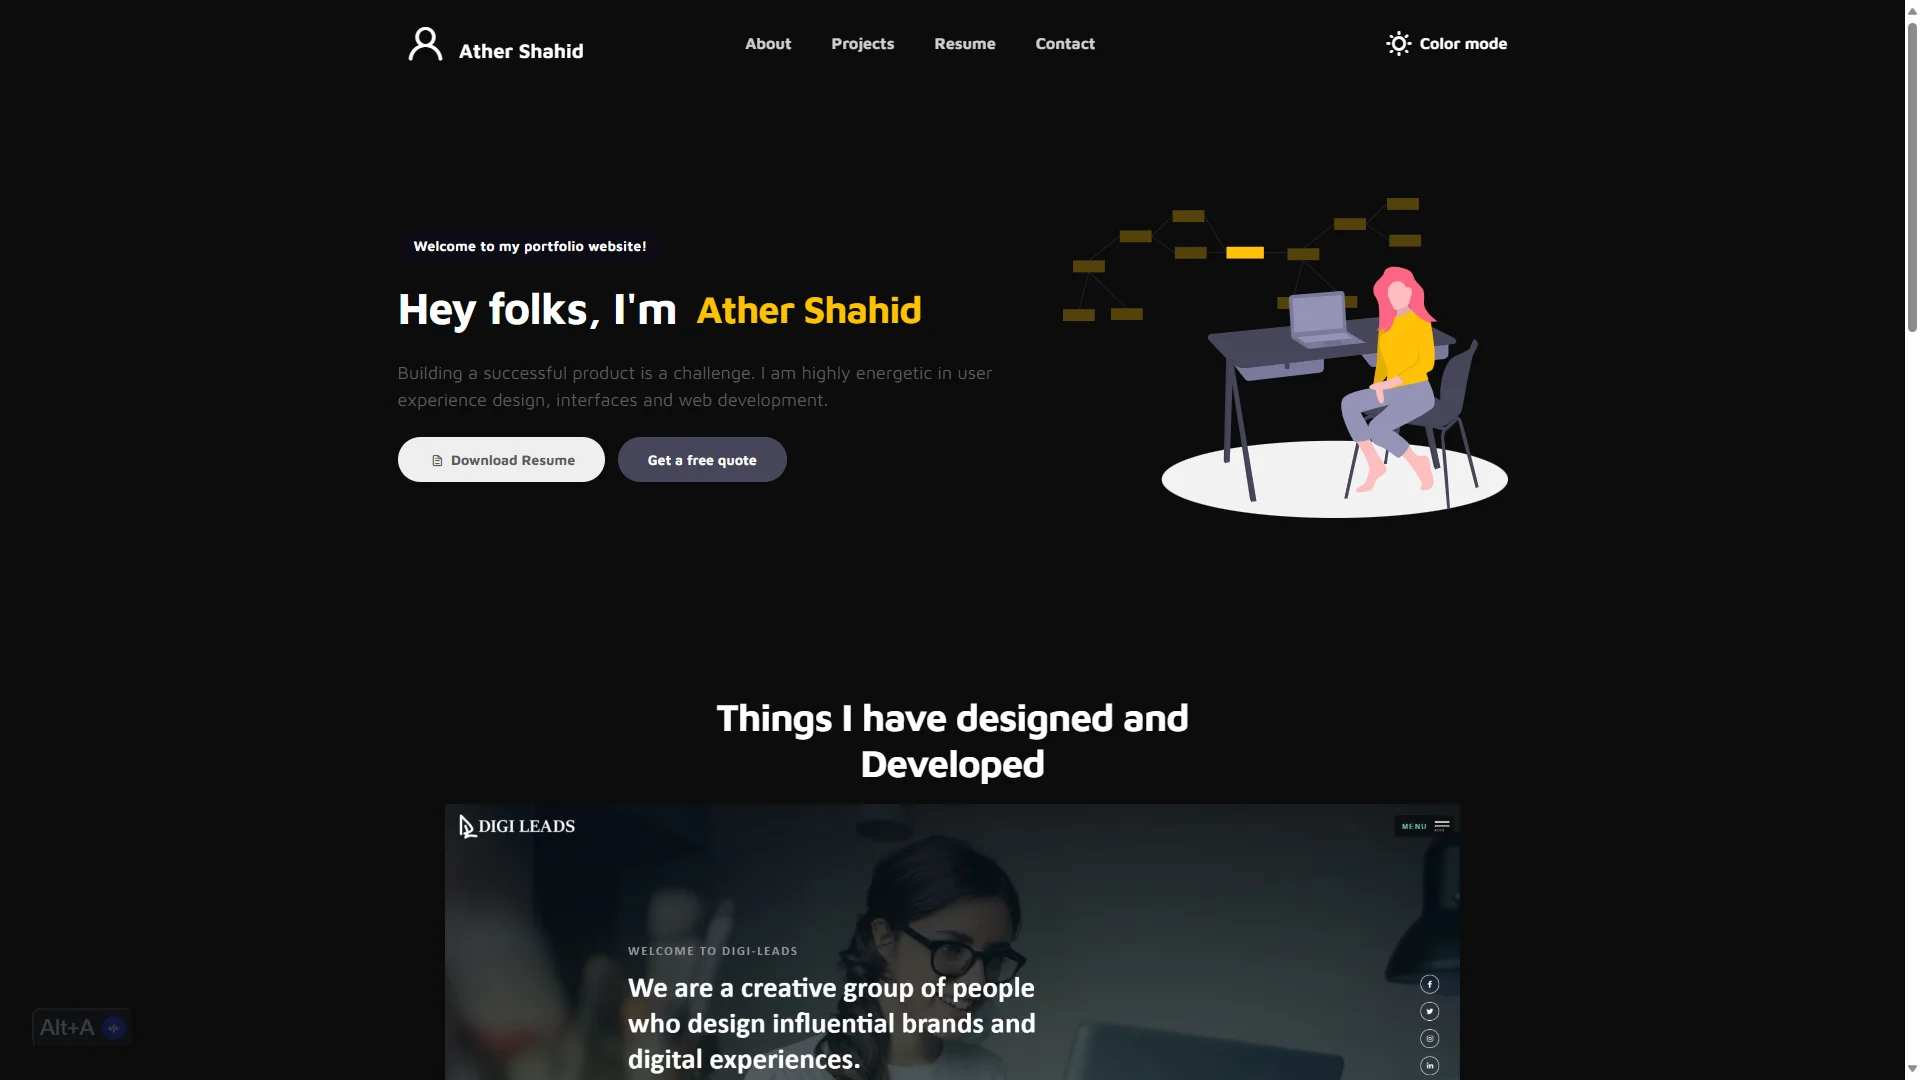 Ather Shahid
About
Projects
Resume
Contact
Color mode
Welcome to my portfolio website!
Hey folks, I'm Ather Shahid
Building a successful product is a challenge. I am highly energetic in user
experience design, interfaces and web development.
Download Resume
Get a free quote
Things I have designed and
Developed
DIGI LEADS
MENU
WELCOME TO DIGI-LEADS
We are a creative group of people
who design influential brands and
digital experiences.
Alt+A